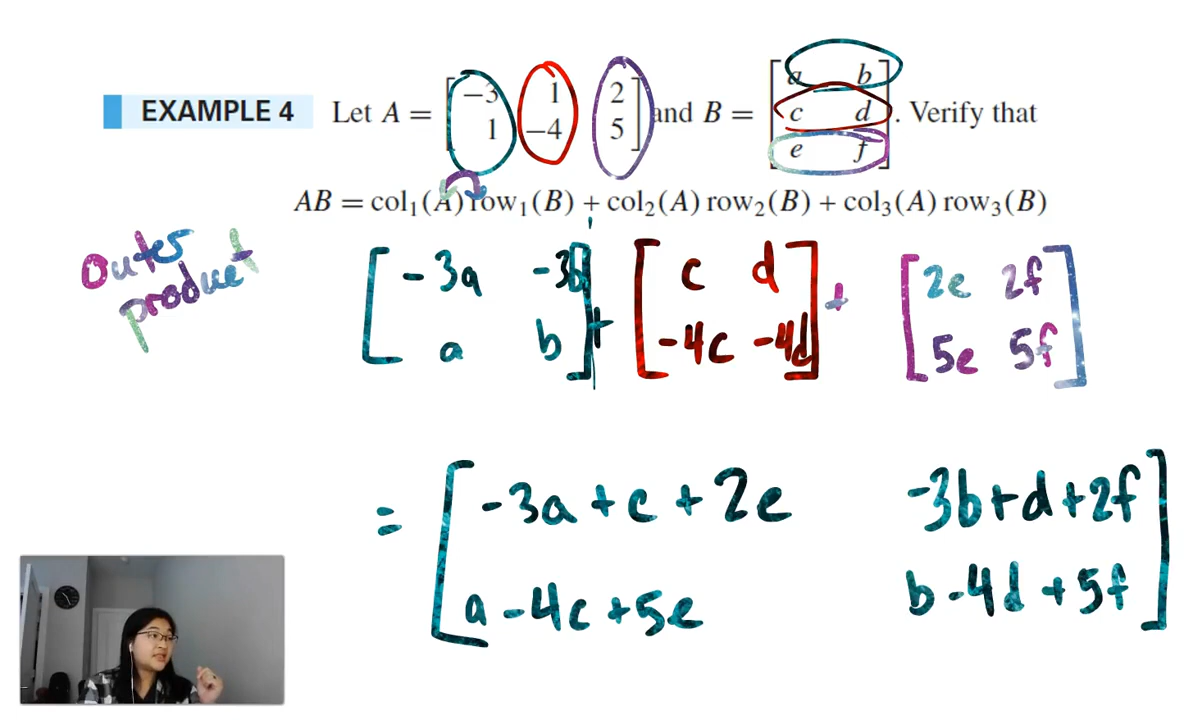 EXAMPLE 4 Let A = [ -3 1 2 and B = [ a b ] . Verify that
1 -4 5 ] c d
e f
AB = col₁(A) row₁(B) + col₂(A) row₂(B) + col₃(A) row₃(B)
Outer product
[ -3a -3b ] + [ c d ] + [ 2e 2f ]
a b -4c -4d 5e 5f
= [ -3a + c + 2e -3b+d+2f ]
a -4c +5e b -4d +5f